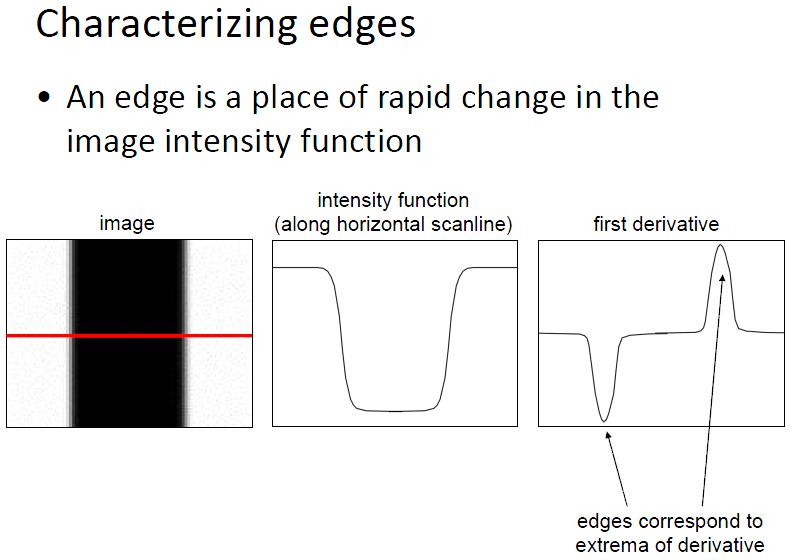 Characterizing edges
• An edge is a place of rapid change in the
image intensity function
image
intensity function
(along horizontal scanline)
first derivative
edges correspond to
extrema of derivative